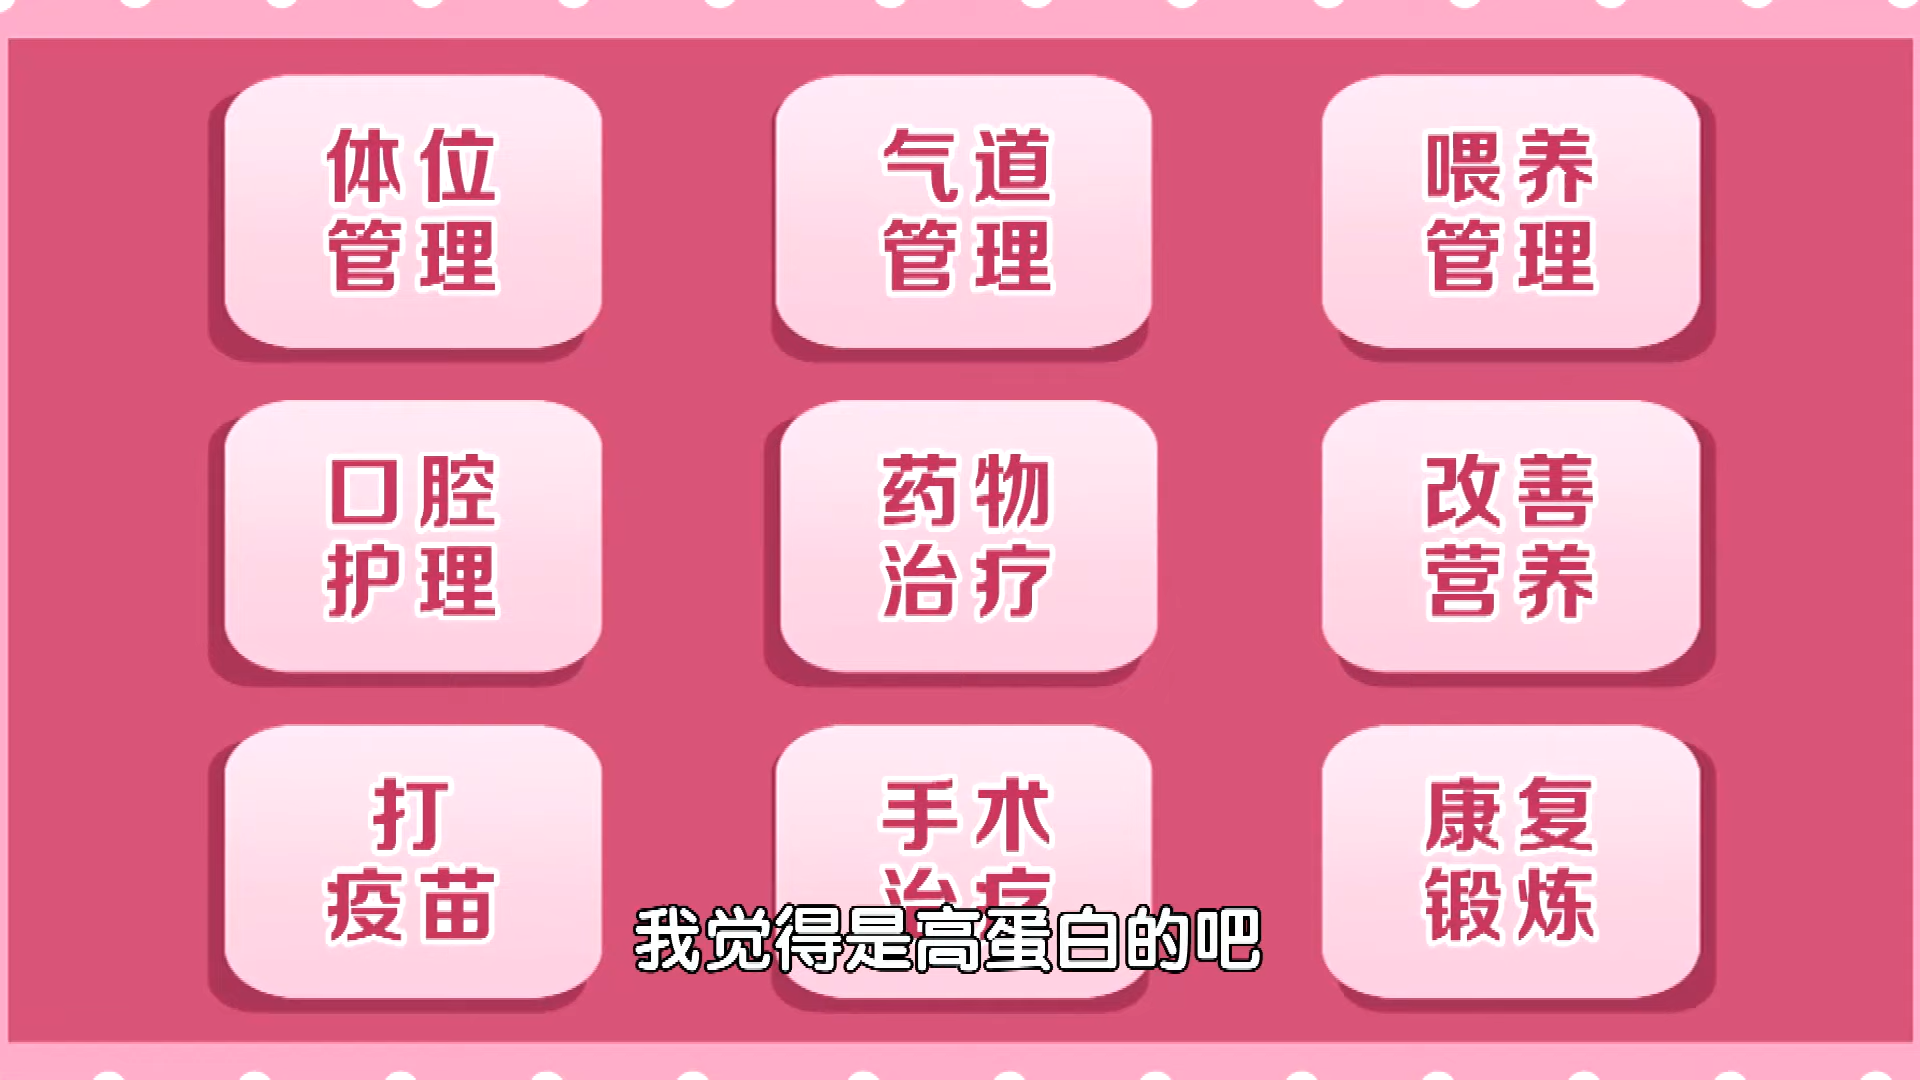 体位
管理
气道
管理
喂养
管理
口腔
护理
药物
治疗
改善
营养
打
疫苗
手术
治疗
康复
锻炼
我觉得是高蛋白的吧